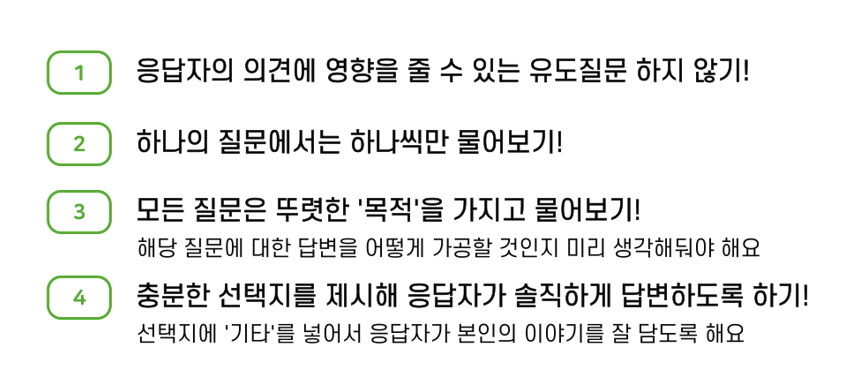 1 응답자의 의견에 영향을 줄 수 있는 유도질문 하지 않기!
2 하나의 질문에서는 하나씩만 물어보기!
3 모든 질문은 뚜렷한 '목적'을 가지고 물어보기!
해당 질문에 대한 답변을 어떻게 가공할 것인지 미리 생각해둬야 해요
4 충분한 선택지를 제시해 응답자가 솔직하게 답변하도록 하기!
선택지에 '기타'를 넣어서 응답자가 본인의 이야기를 잘 담도록 해요